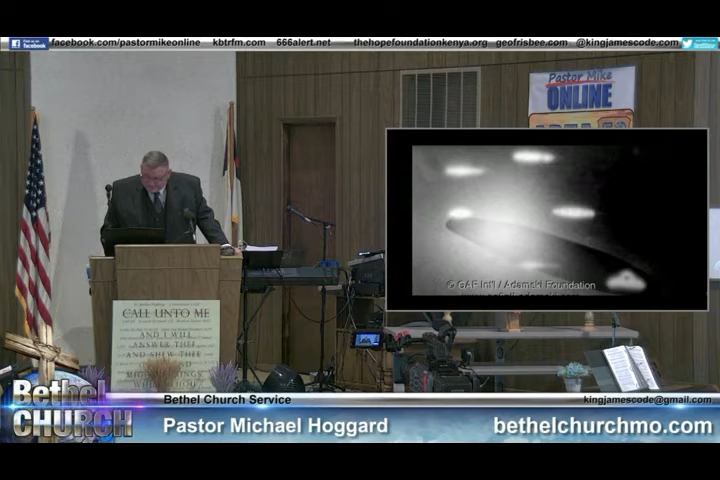 facebook.com/pastormikeonline kbtrfm.com 666alert.net thehopefoundationkenya.org geofrisbee.com @kingjamescode.com
Pastor Mike
ONLINE
© GAF Int'l / Adamski Foundation
CALL UNTO ME
AND I WILL
ANSWER THEE
AND SHEW THEE
Bethel Church Service
kingjamescode@gmail.com
Bethel
CHURCH
Pastor Michael Hoggard
bethelchurchmo.com